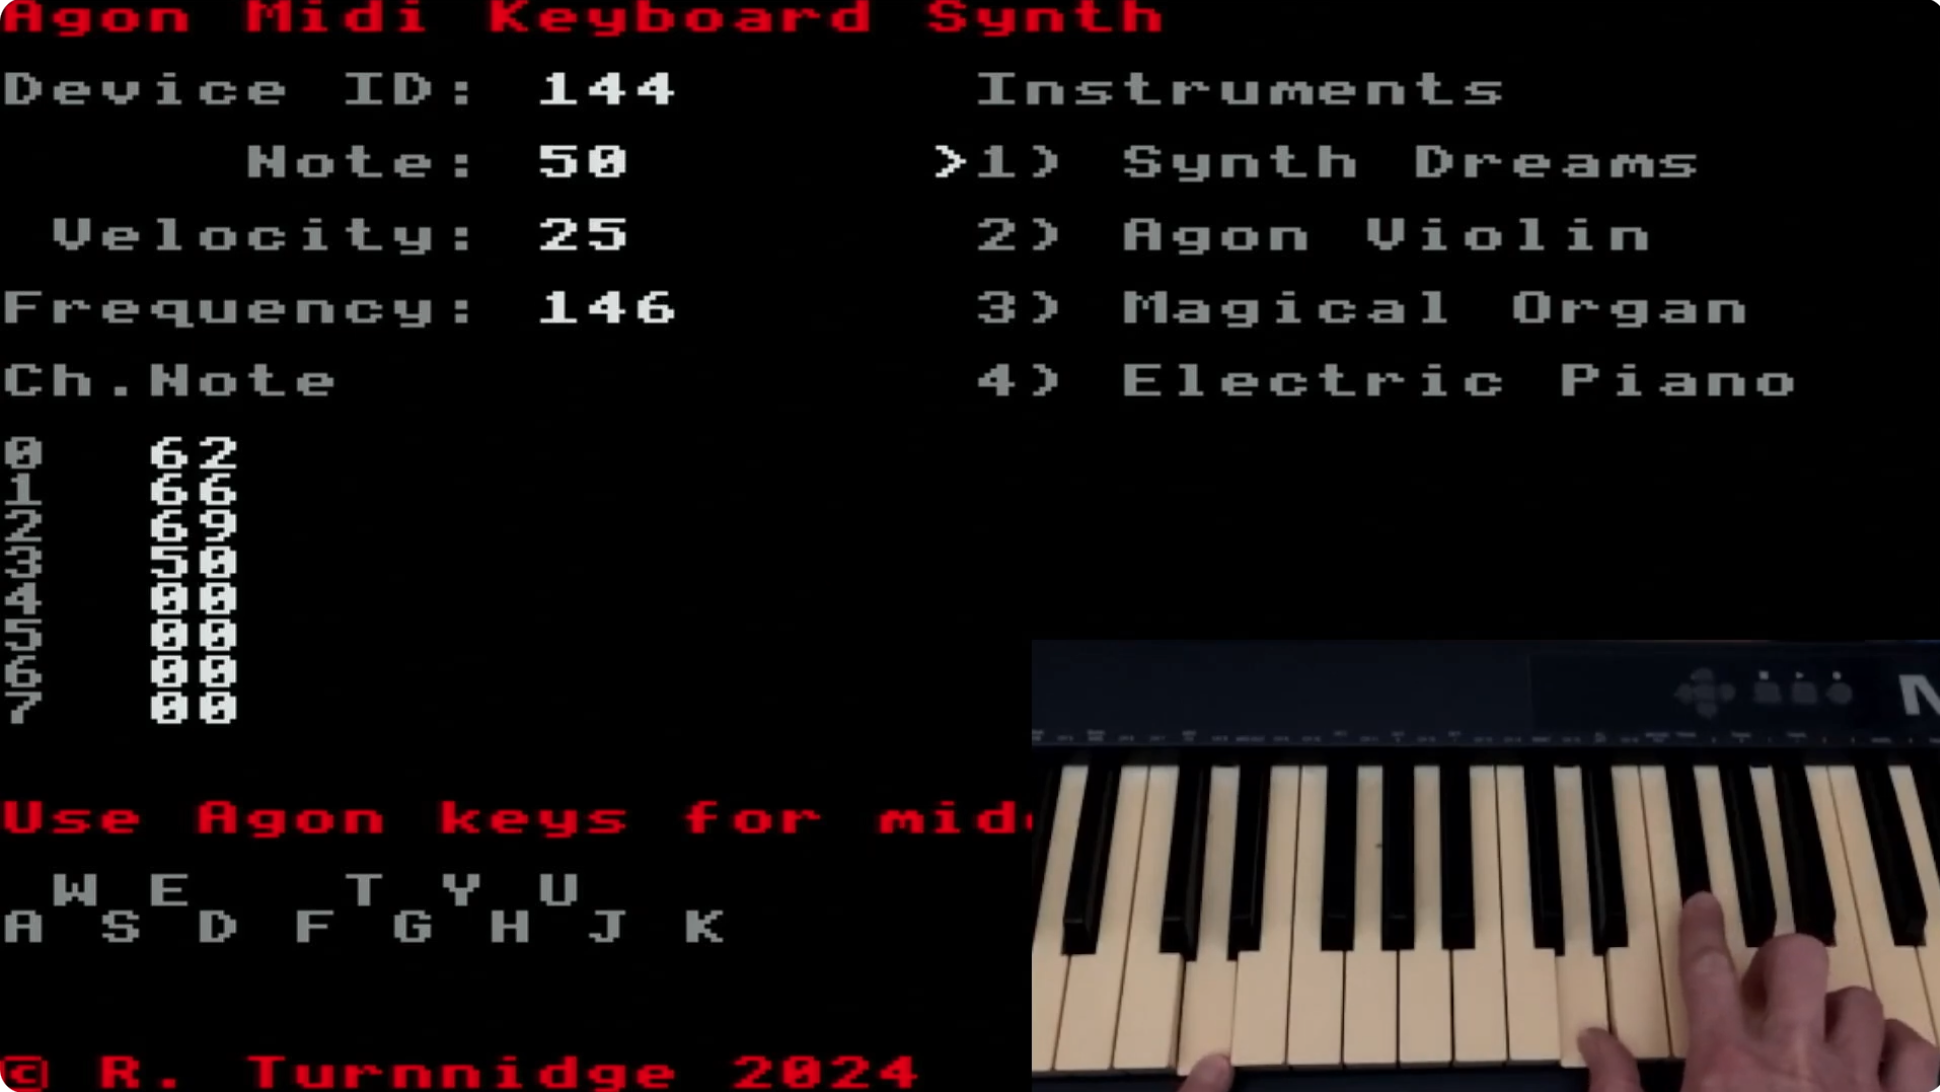 Agon Midi Keyboard Synth
Device ID: 144
Note: 50
Velocity: 25
Frequency: 146
Ch.Note
0 62
1 66
2 69
3 50
4 00
5 00
6 00
7 00
Instruments
>1) Synth Dreams
2) Agon Violin
3) Magical Organ
4) Electric Piano
Use Agon keys for mid
W E T Y U
A S D F G H J K
© R. Turnnidge 2024